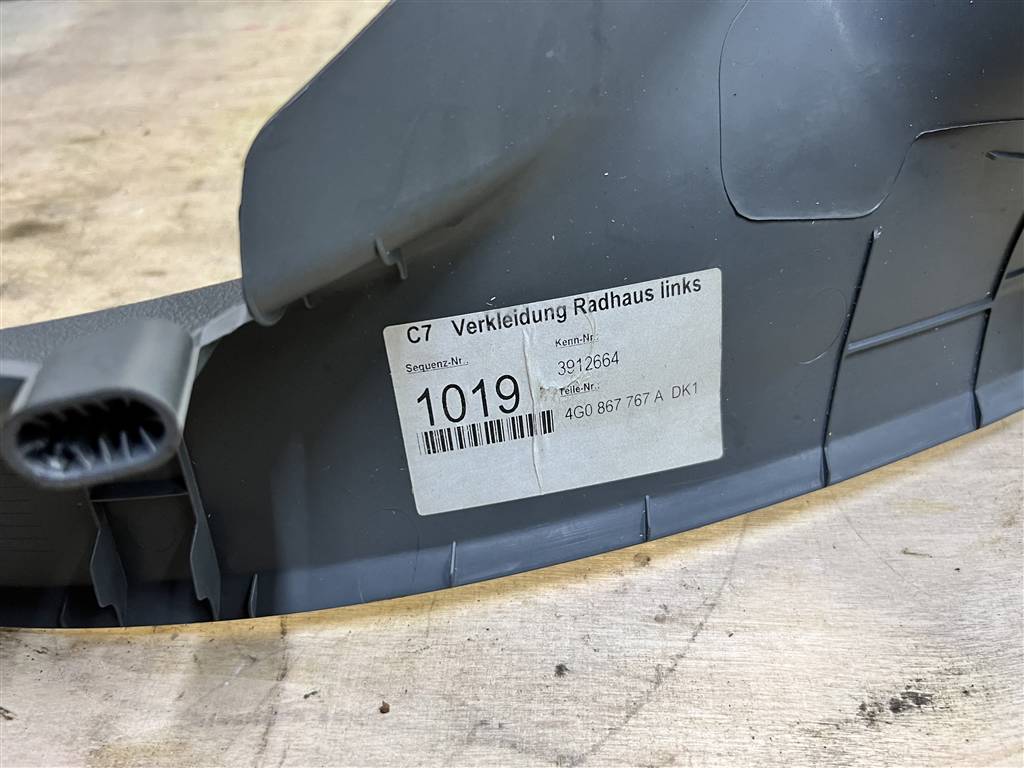 C7 Verkleidung Radhaus links
Sequenz-Nr.:
Kenn-Nr.:
1019
3912664
Teile-Nr.:
4G0 867 767 A DK1